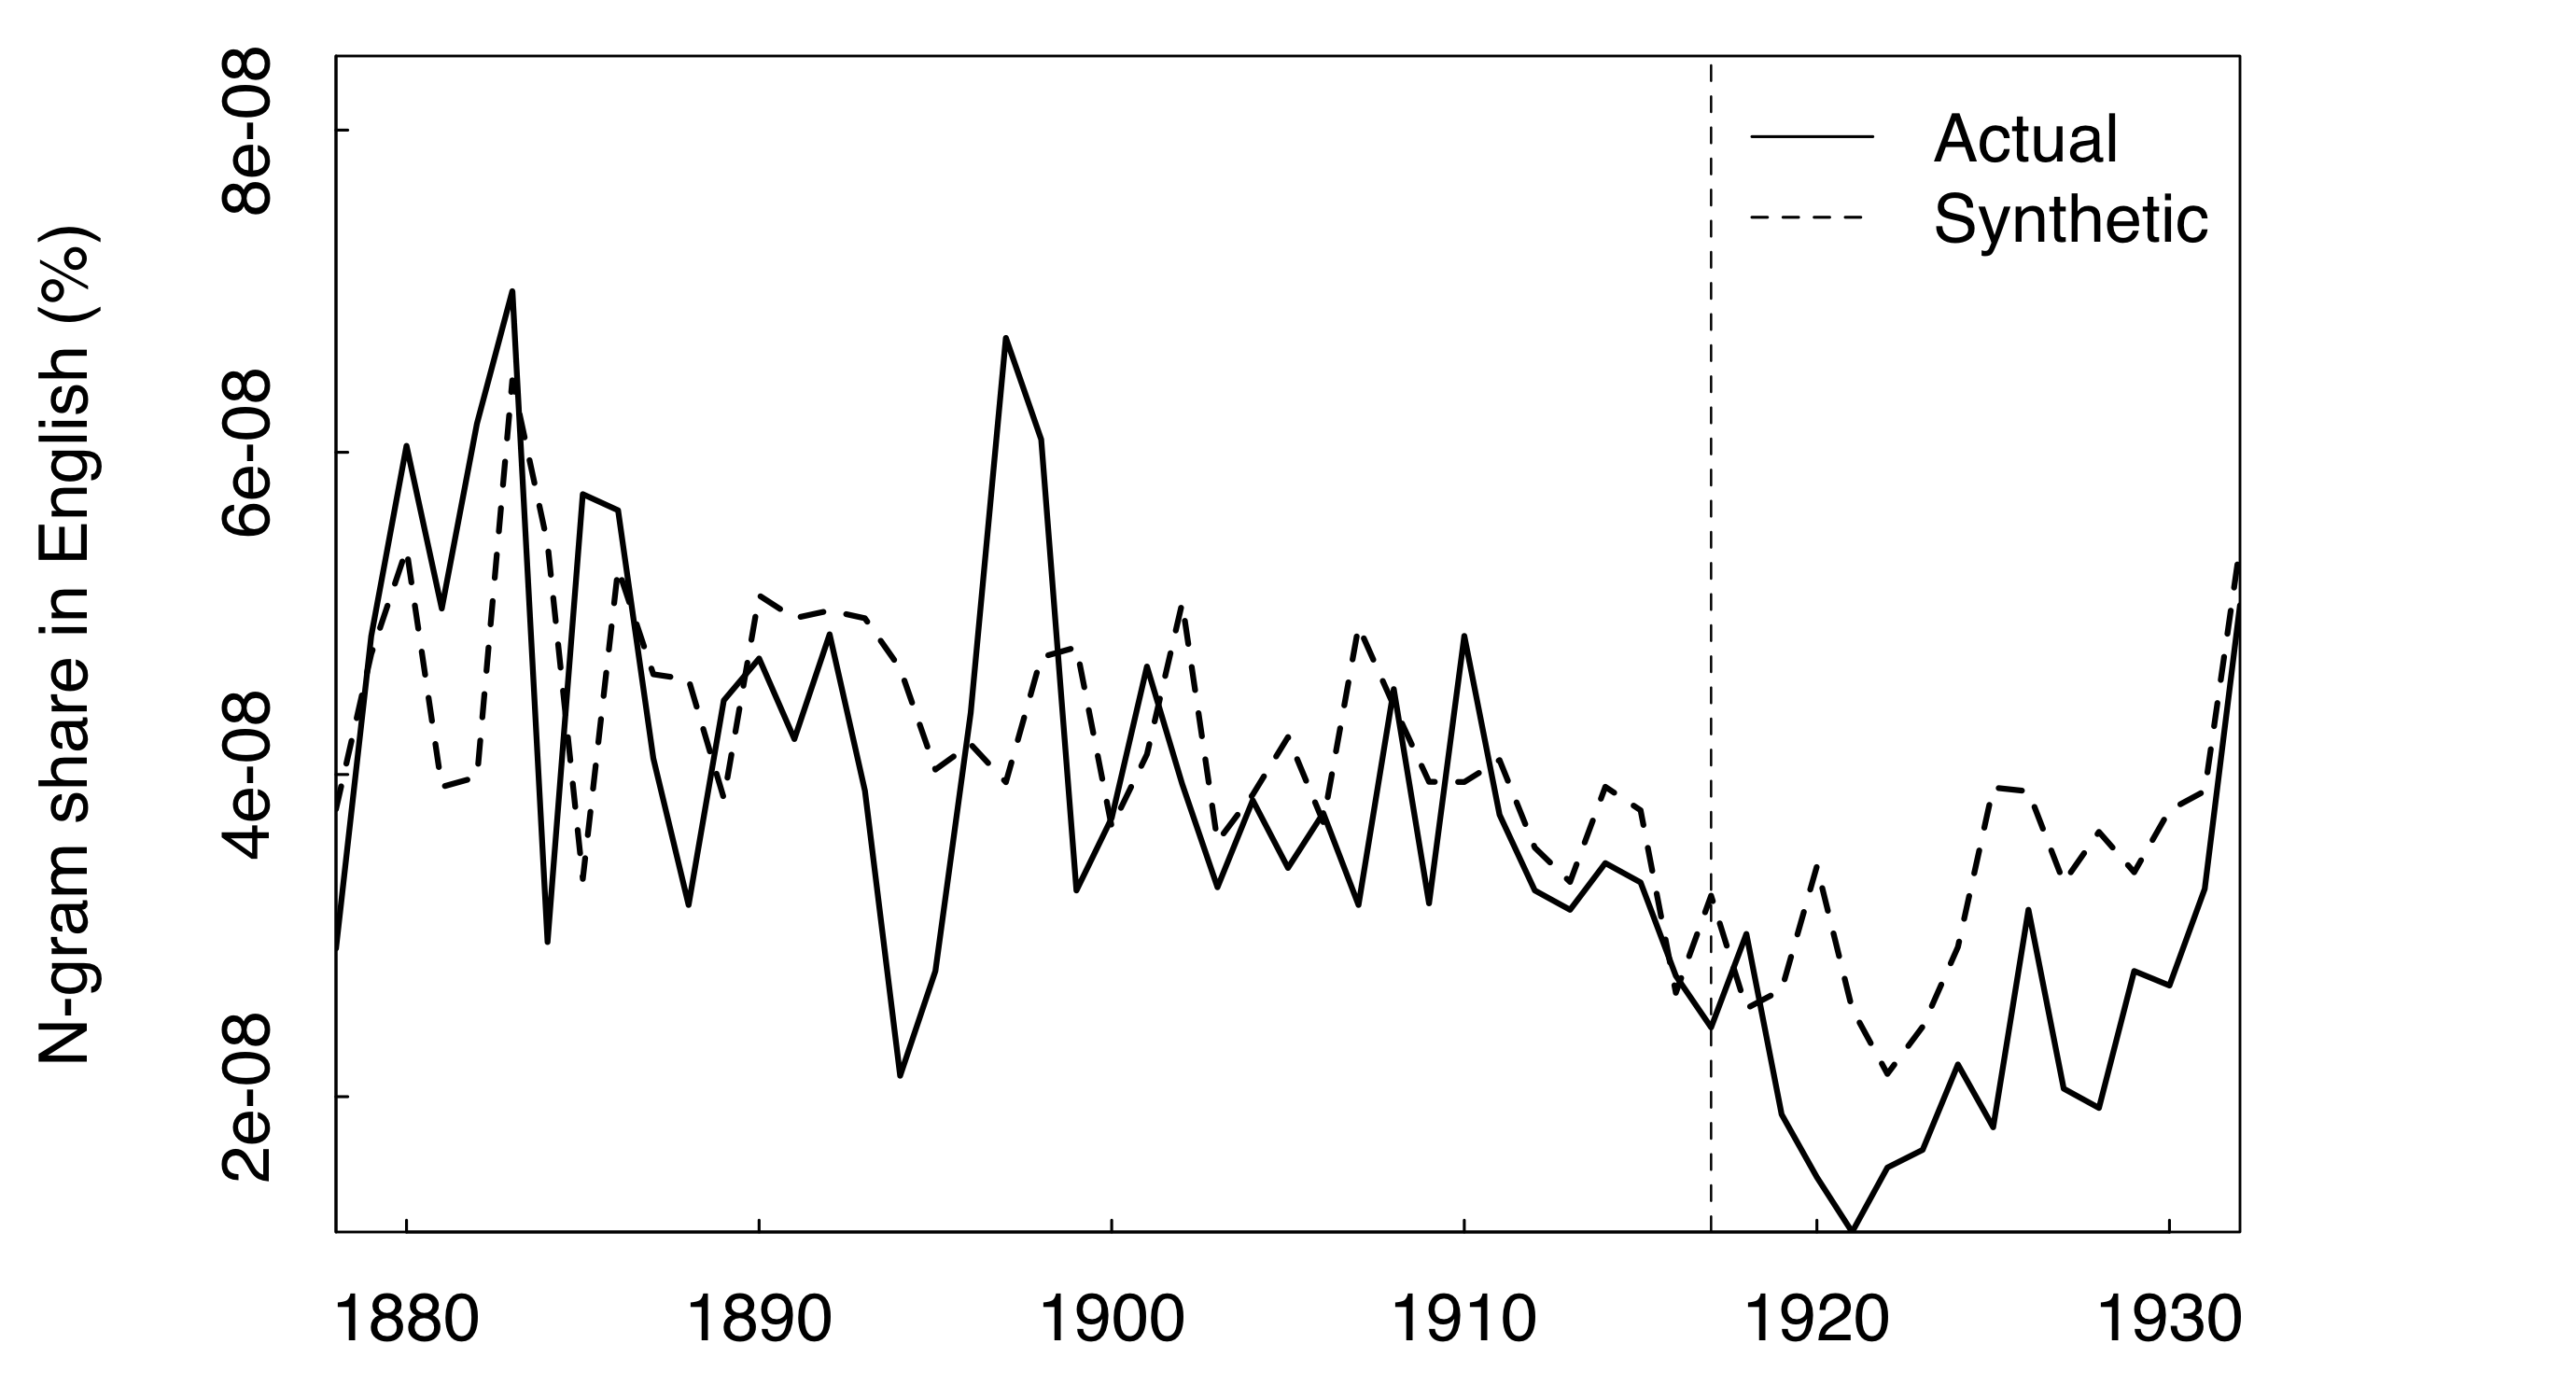 N-gram share in English (%)
8e-08
6e-08
4e-08
2e-08
Actual
Synthetic
1880 1890 1900 1910 1920 1930